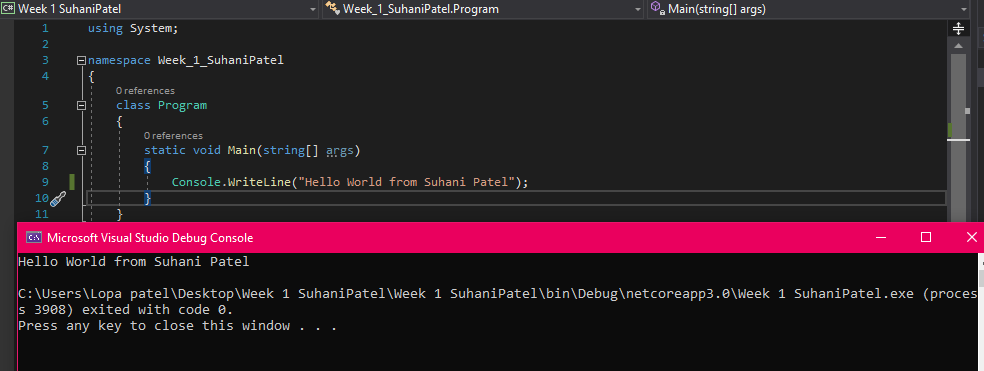 C# Week 1 SuhaniPatel Week_1_SuhaniPatel.Program Main(string[] args)
1 using System;
2
3 namespace Week_1_SuhaniPatel
4 {
0 references
5 class Program
6 {
0 references
7 static void Main(string[] args)
8 {
9 Console.WriteLine("Hello World from Suhani Patel");
10 }
11 }
C:\ Microsoft Visual Studio Debug Console
Hello World from Suhani Patel
C:\Users\Lopa patel\Desktop\Week 1 SuhaniPatel\Week 1 SuhaniPatel\bin\Debug\netcoreapp3.0\Week 1 SuhaniPatel.exe (proces
s 3908) exited with code 0.
Press any key to close this window . . .